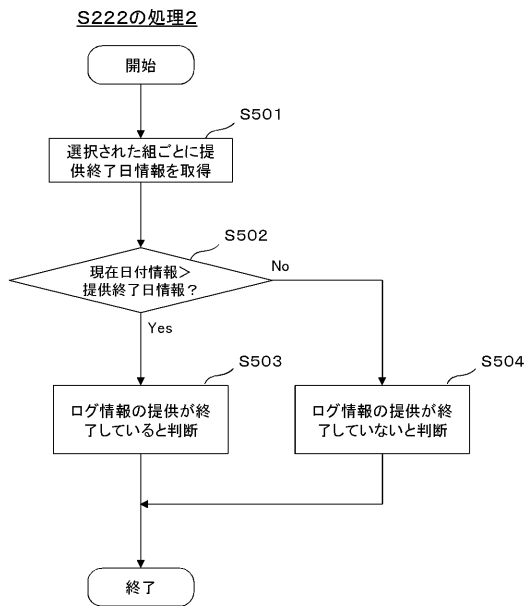 S222の処理2
開始
S501
選択された組ごとに提
供終了日情報を取得
S502
現在日付情報>
提供終了日情報?
No
Yes
S503
S504
ログ情報の提供が終
了していると判断
ログ情報の提供が終
了していないと判断
終了